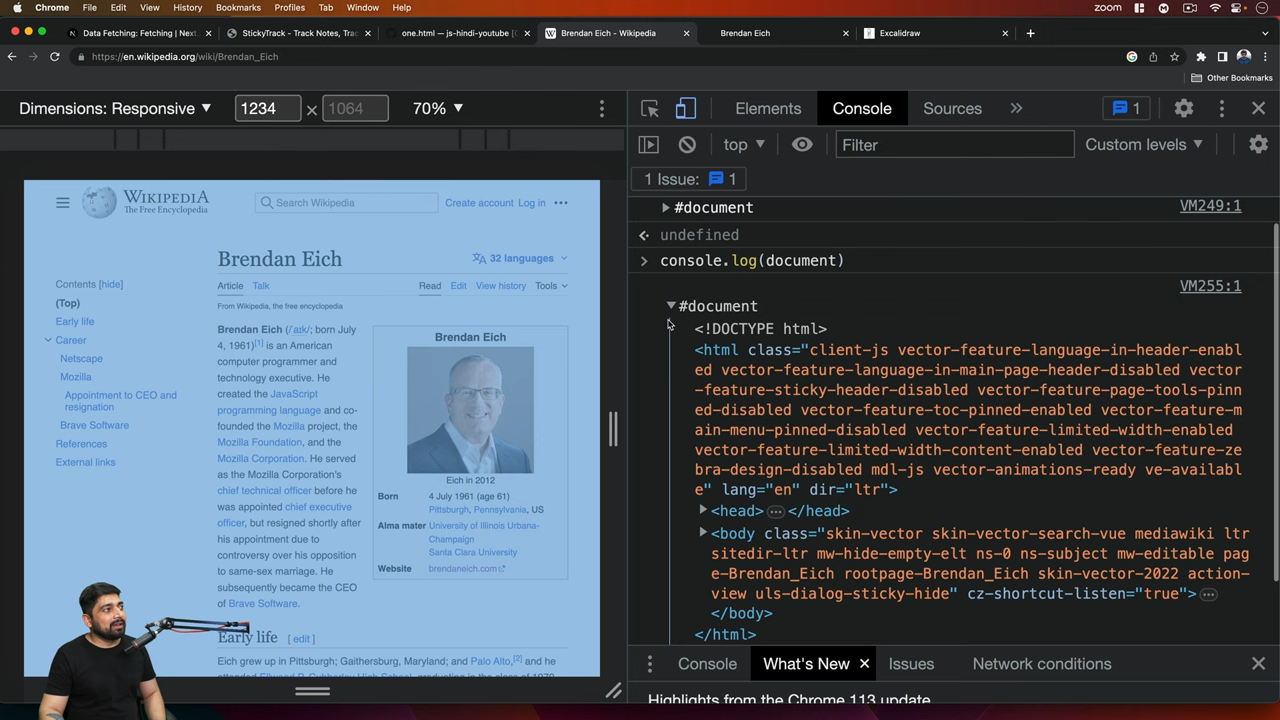 Chrome File Edit View History Bookmarks Profiles Tab Window Help zoom
Data Fetching: Fetching | Next. StickyTrack - Track Notes, Trac one.html — js-hindi-youtube [C Brendan Eich - Wikipedia Brendan Eich Excalidraw
https://en.wikipedia.org/wiki/Brendan_Eich
Other Bookmarks
Dimensions: Responsive 1234 × 1064 70%
Elements Console Sources 1
top Filter Custom levels
1 Issue: 1
WIKIPEDIA
The Free Encyclopedia
Search Wikipedia
Create account Log in
Brendan Eich
32 languages
Contents [hide]
(Top)
Early life
Career
Netscape
Mozilla
Appointment to CEO and
resignation
Brave Software
References
External links
Article Talk Read Edit View history Tools
From Wikipedia, the free encyclopedia
Brendan Eich (/ˈaɪk/; born July
4, 1961)[1] is an American
computer programmer and
technology executive. He
created the JavaScript
programming language and co-
founded the Mozilla project, the
Mozilla Foundation, and the
Mozilla Corporation. He served
as the Mozilla Corporation's
chief technical officer before he
was appointed chief executive
officer, but resigned shortly after
his appointment due to
controversy over his opposition
to same-sex marriage. He
subsequently became the CEO
of Brave Software.
Brendan Eich
Eich in 2012
Born 4 July 1961 (age 61)
Pittsburgh, Pennsylvania, US
Alma mater University of Illinois Urbana-
Champaign
Santa Clara University
Website brendaneich.com
Early life [ edit ]
Eich grew up in Pittsburgh; Gaithersburg, Maryland; and Palo Alto,[2] and he
#document VM249:1
undefined
console.log(document)
VM255:1
#document
<!DOCTYPE html>
<html class="client-js vector-feature-language-in-header-enabl
ed vector-feature-language-in-main-page-header-disabled vector
-feature-sticky-header-disabled vector-feature-page-tools-pinn
ed-disabled vector-feature-toc-pinned-enabled vector-feature-m
ain-menu-pinned-disabled vector-feature-limited-width-enabled
vector-feature-limited-width-content-enabled vector-feature-ze
bra-design-disabled mdl-js vector-animations-ready ve-availabl
e" lang="en" dir="ltr">
<head> … </head>
<body class="skin-vector skin-vector-search-vue mediawiki ltr
sitedir-ltr mw-hide-empty-elt ns-0 ns-subject mw-editable page
-Brendan_Eich rootpage-Brendan_Eich skin-vector-2022 action-
view uls-dialog-sticky-hide" cz-shortcut-listen="true"> …
</body>
</html>
Console What's New Issues Network conditions
Highlights from the Chrome 113 update